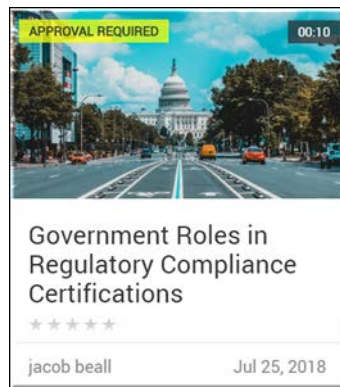 APPROVAL REQUIRED 00:10
Government Roles in
Regulatory Compliance
Certifications
jacob beall Jul 25, 2018